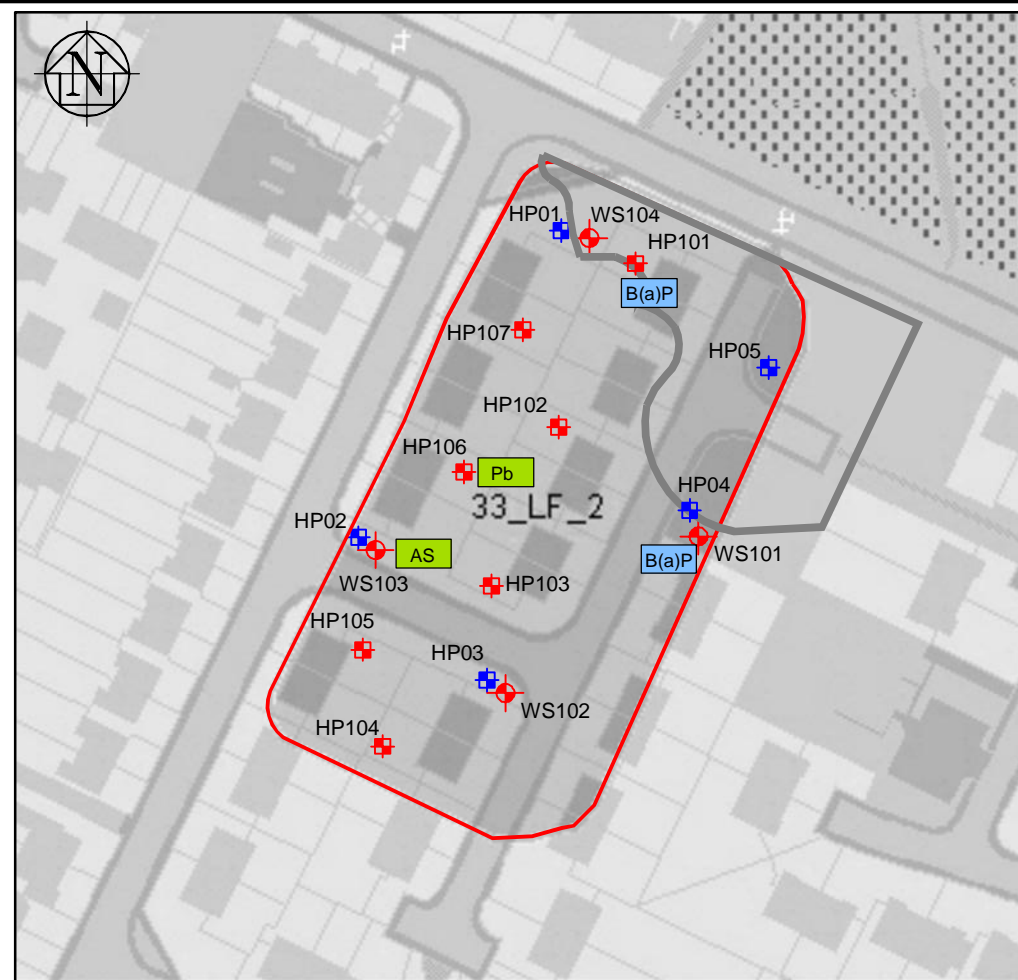 N
HP01
WS104
HP101
B(a)P
HP107
HP05
HP102
HP106
Pb
33_LF_2
HP04
HP02
AS
B(a)P
WS101
WS103
HP103
HP105
HP03
WS102
HP104